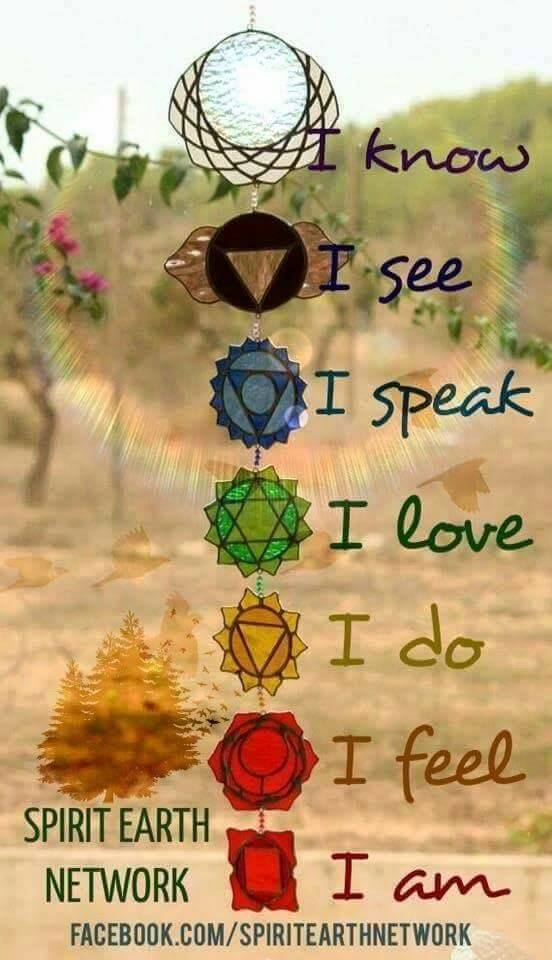 I know
I see
I speak
I love
I do
I feel
I am
SPIRIT EARTH
NETWORK
FACEBOOK.COM/SPIRITEARTHNETWORK